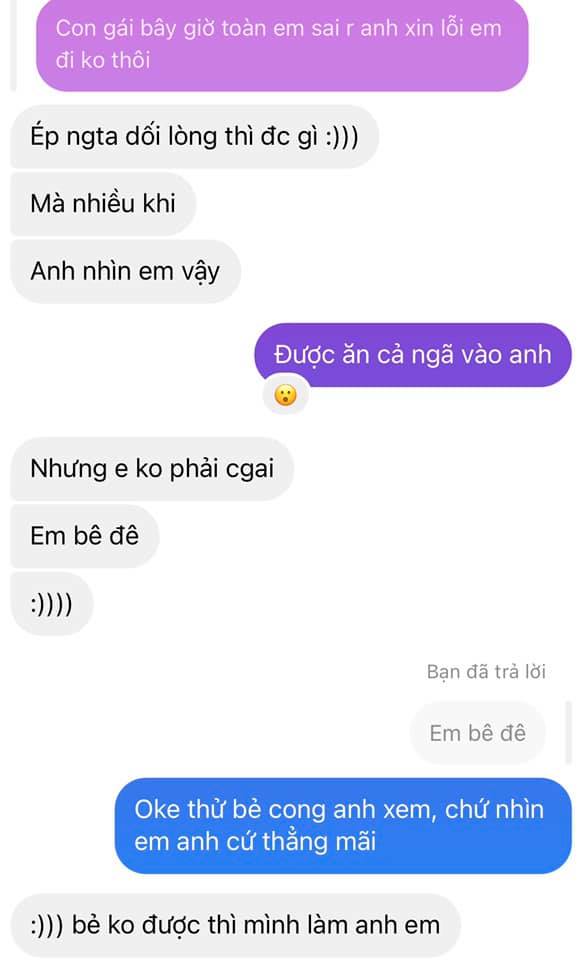 Con gái bây giờ toàn em sai r anh xin lỗi em
đi ko thôi
Ép ngta dối lòng thì đc gì :)))
Mà nhiều khi
Anh nhìn em vậy
Được ăn cả ngã vào anh
Nhưng e ko phải cgai
Em bê đê
:))))
Bạn đã trả lời
Em bê đê
Oke thử bẻ cong anh xem, chứ nhìn
em anh cứ thẳng mãi
:))) bẻ ko được thì mình làm anh em